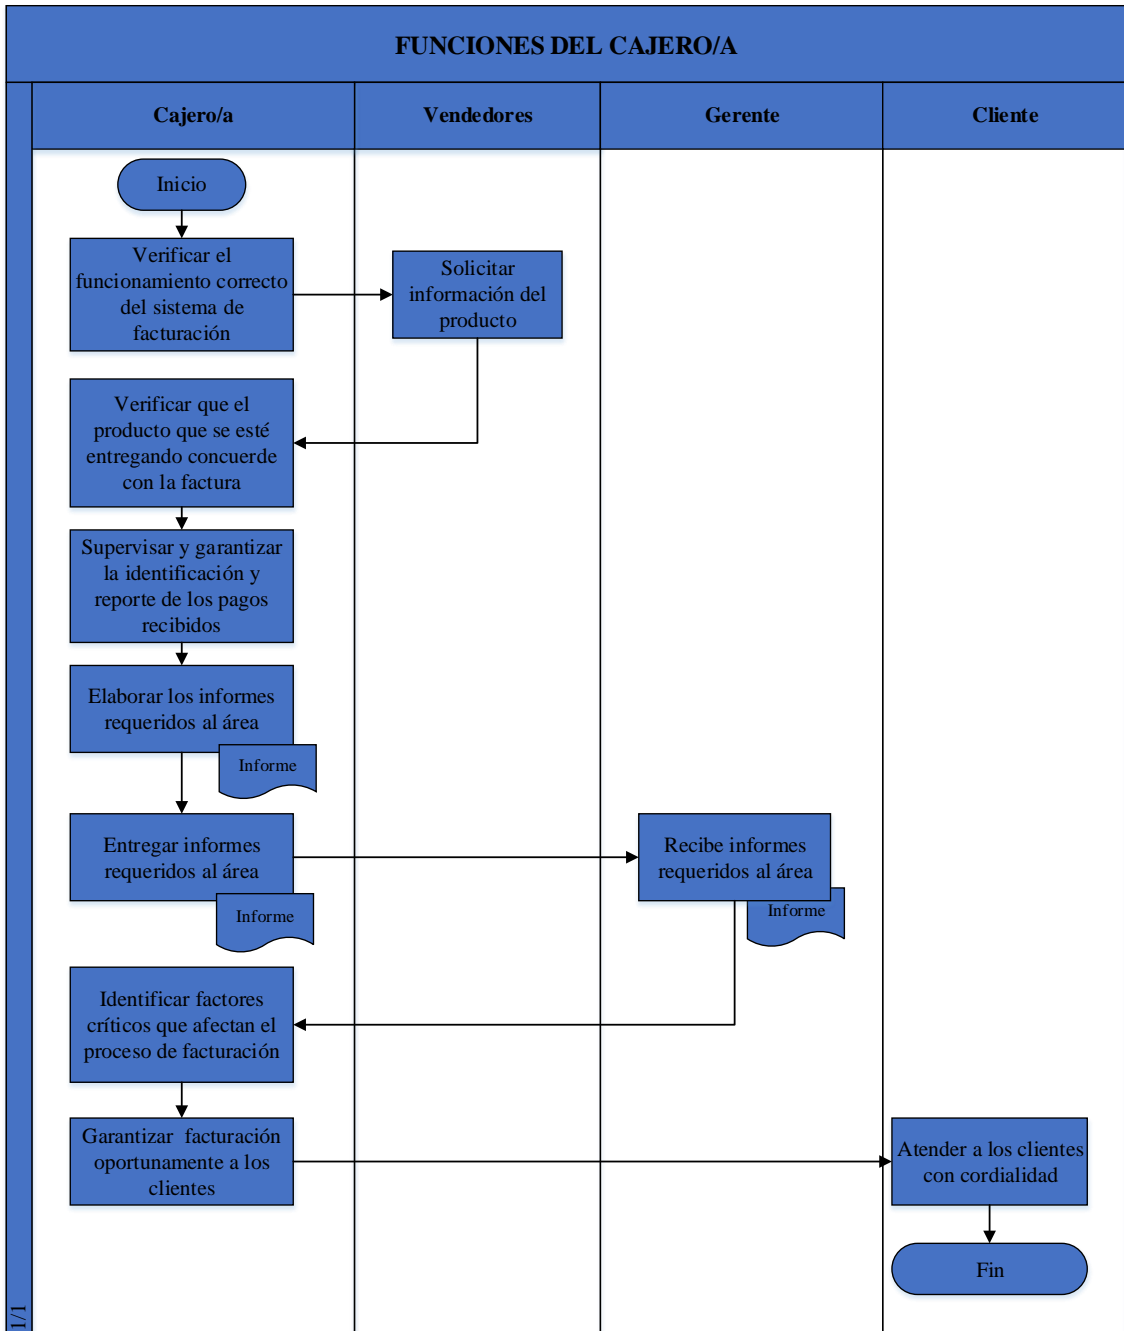 FUNCIONES DEL CAJERO/A
Cajero/a
Vendedores
Gerente
Cliente
Inicio
Verificar el
funcionamiento correcto
del sistema de
facturación
Solicitar
información del
producto
Verificar que el
producto que se esté
entregando concuerde
con la factura
Supervisar y garantizar
la identificación y
reporte de los pagos
recibidos
Elaborar los informes
requeridos al área
Informe
Entregar informes
requeridos al área
Informe
Recibe informes
requeridos al área
Informe
Identificar factores
críticos que afectan el
proceso de facturación
Garantizar facturación
oportunamente a los
clientes
Atender a los clientes
con cordialidad
Fin
1/1